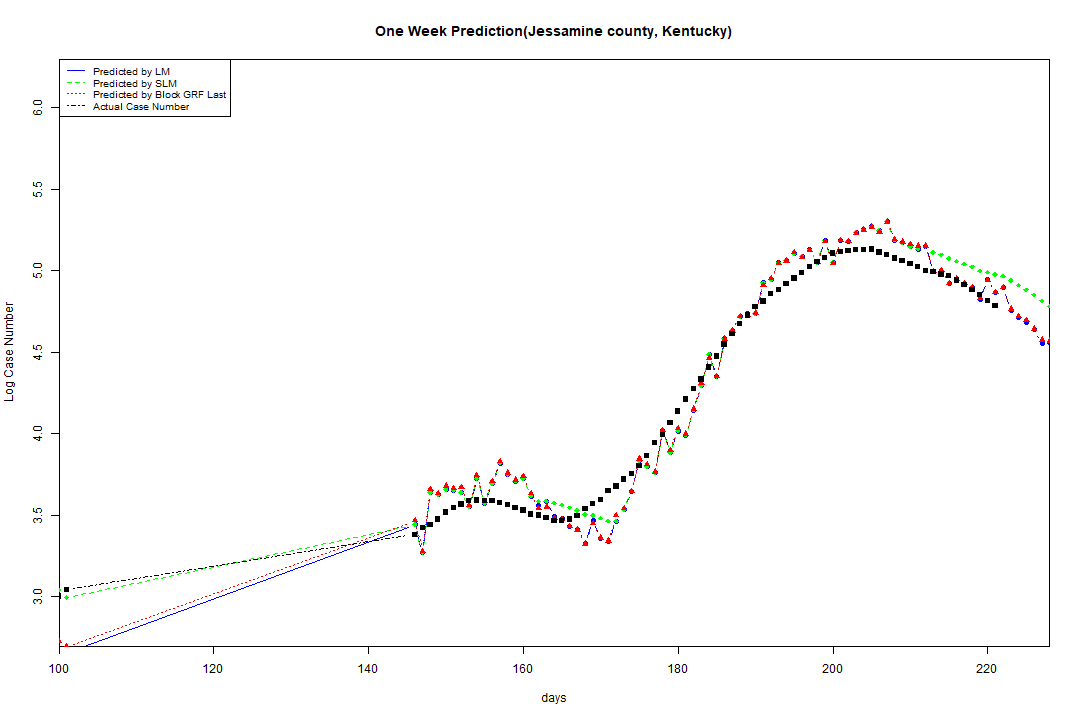 One Week Prediction(Jessamine county, Kentucky)
Predicted by LM
Predicted by SLM
Predicted by Block GRF Last
Actual Case Number
6.0
5.5
5.0
4.5
4.0
3.5
3.0
Log Case Number
100 120 140 160 180 200 220
days